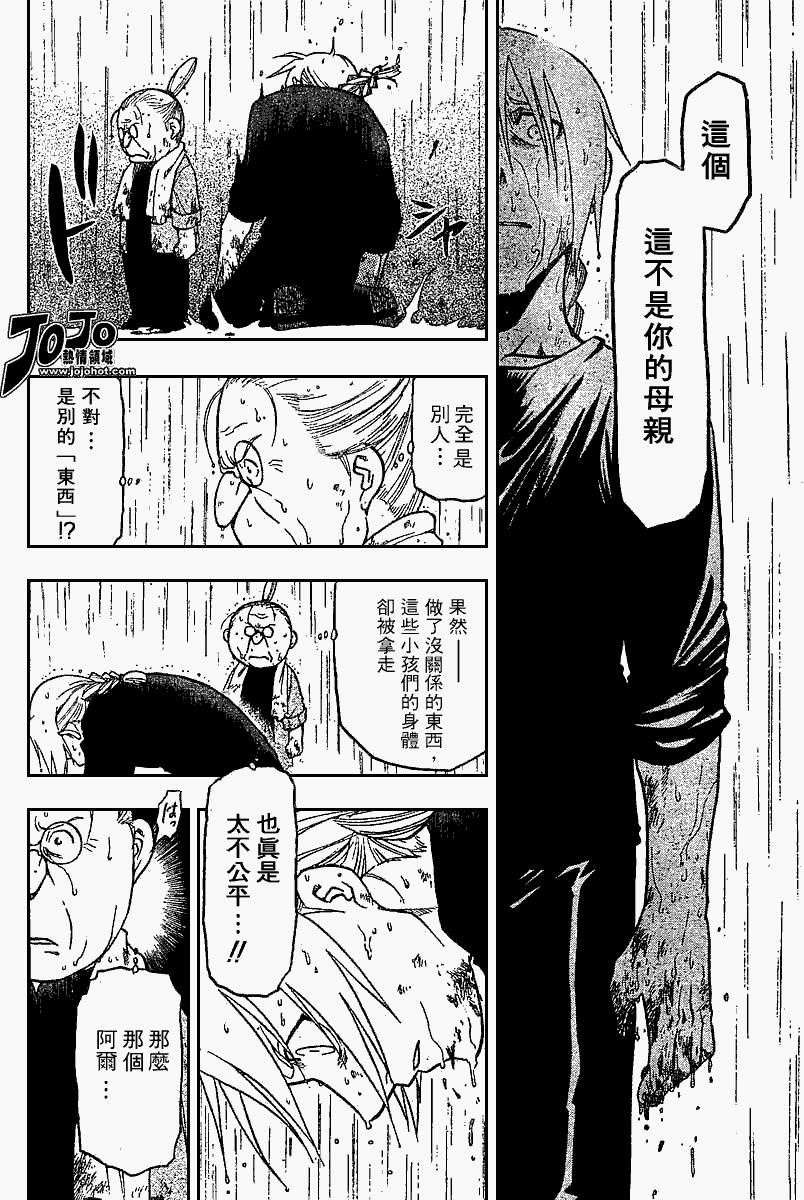 這個
這不是你的母親
ドシャ
JOJO
熱情領域
www.jojohot.com
完全是
別人…
不對…
是別的「東西」!?
果然——
做了沒關係的東西，
這些小孩們的身體
卻被拿走
也真是
太不公平…!!
はっ
那麼
那個
阿爾…